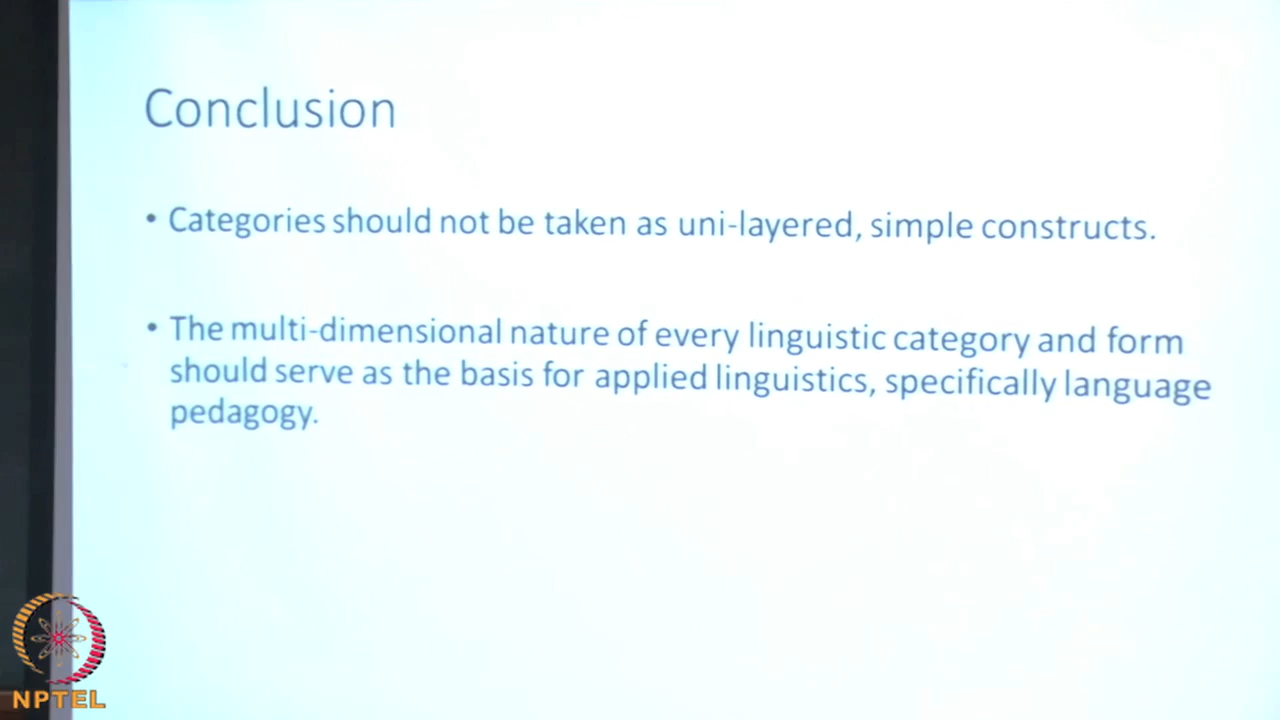 Conclusion
• Categories should not be taken as uni-layered, simple constructs.
• The multi-dimensional nature of every linguistic category and form
should serve as the basis for applied linguistics, specifically language
pedagogy.
NPTEL